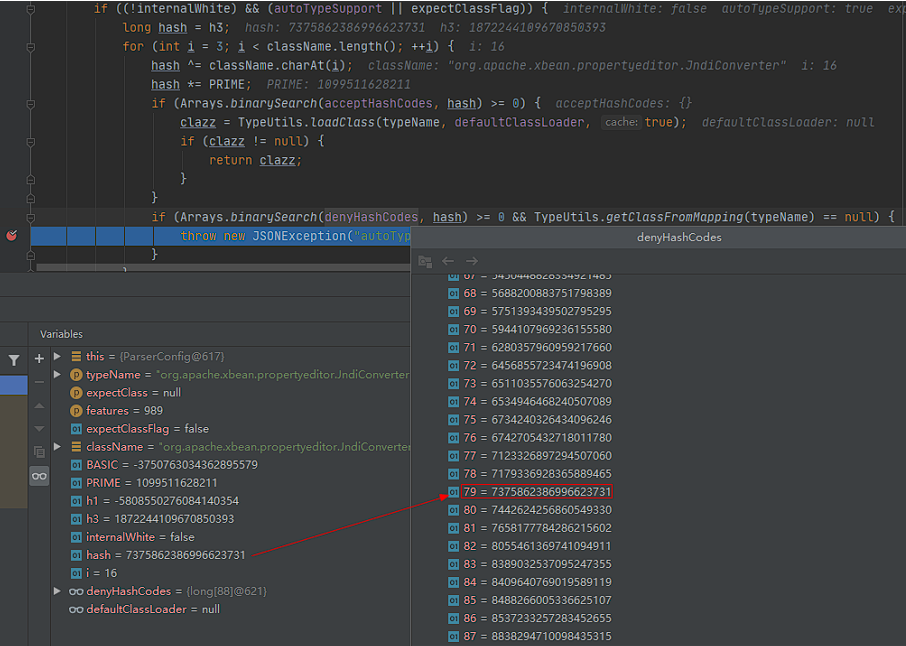 if ((!internalWhite) && (autoTypeSupport || expectClassFlag)) { internalWhite: false autoTypeSupport: true exp
long hash = h3; hash: 7375862386996623731 h3: 1872244109670850393
for (int i = 3; i < className.length(); ++i) { i: 16
hash ^= className.charAt(i); className: "org.apache.xbean.propertyeditor.JndiConverter" i: 16
hash *= PRIME; PRIME: 1099511628211
if (Arrays.binarySearch(acceptHashCodes, hash) >= 0) { acceptHashCodes: {}
clazz = TypeUtils.loadClass(typeName, defaultClassLoader, cache: true); defaultClassLoader: null
if (clazz != null) {
return clazz;
}
}
if (Arrays.binarySearch(denyHashCodes, hash) >= 0 && TypeUtils.getClassFromMapping(typeName) == null) {
throw new JSONException("autoTyp
}
denyHashCodes
68 = 5688200883751798389
69 = 5751393439502795295
70 = 5944107969236155580
71 = 6280357960959217660
72 = 6456855723474196908
73 = 6511035576063254270
74 = 6534946468240507089
75 = 6734240326434096246
76 = 6742705432718011780
77 = 7123326897294507060
78 = 7179336928365889465
79 = 7375862386996623731
80 = 7442624256860549330
81 = 7658177784286215602
82 = 8055461369741094911
83 = 8389032537095247355
84 = 8409640769019589119
85 = 8488266005336625107
86 = 8537233257283452655
87 = 8838294710098435315
Variables
this = {ParserConfig@617}
typeName = "org.apache.xbean.propertyeditor.JndiConverter
expectClass = null
features = 989
expectClassFlag = false
className = "org.apache.xbean.propertyeditor.JndiConverter
BASIC = -3750763034362895579
PRIME = 1099511628211
h1 = -5808550276084140354
h3 = 1872244109670850393
internalWhite = false
hash = 7375862386996623731
i = 16
denyHashCodes = {long[88]@621}
defaultClassLoader = null